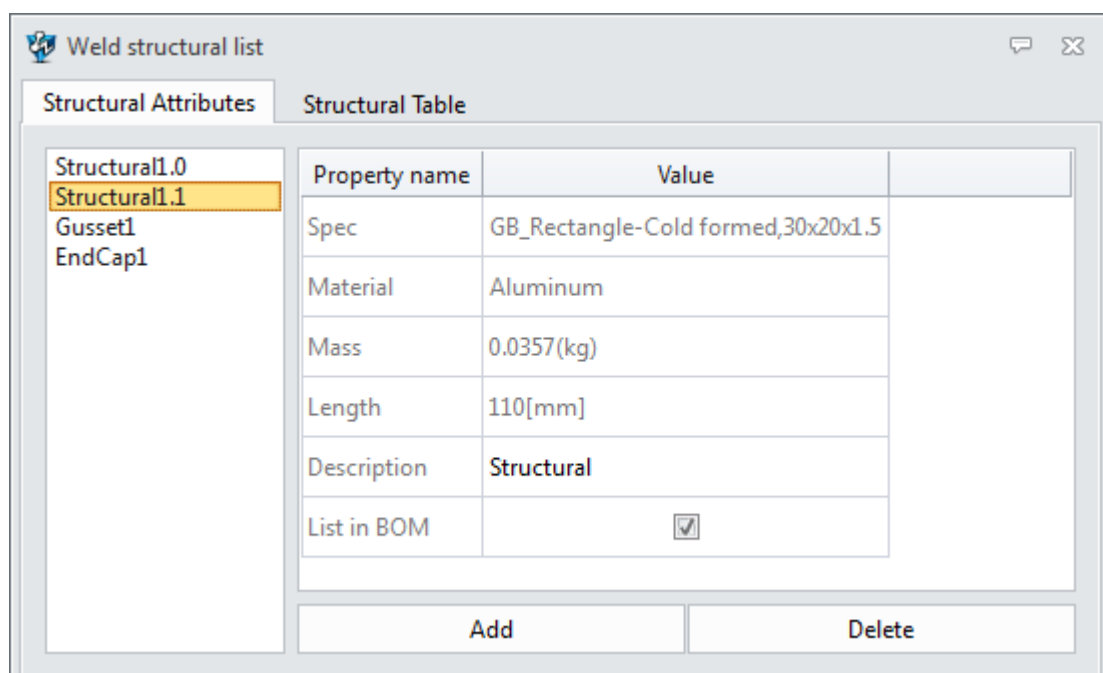 Weld structural list
Structural Attributes Structural Table
Structural1.0
Structural1.1
Gusset1
EndCap1
Property name Value
Spec GB_Rectangle-Cold formed,30x20x1.5
Material Aluminum
Mass 0.0357(kg)
Length 110[mm]
Description Structural
List in BOM
Add Delete